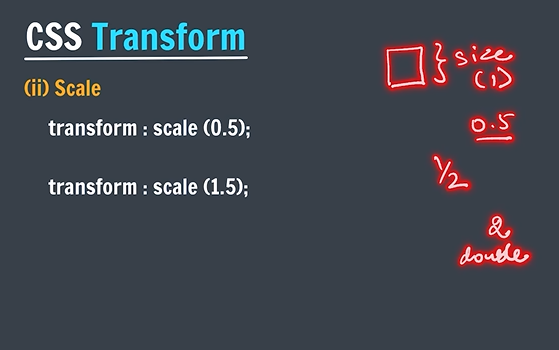 CSS Transform
(ii) Scale
transform : scale (0.5);
transform : scale (1.5);
size
(1)
0.5
1/2
2
double